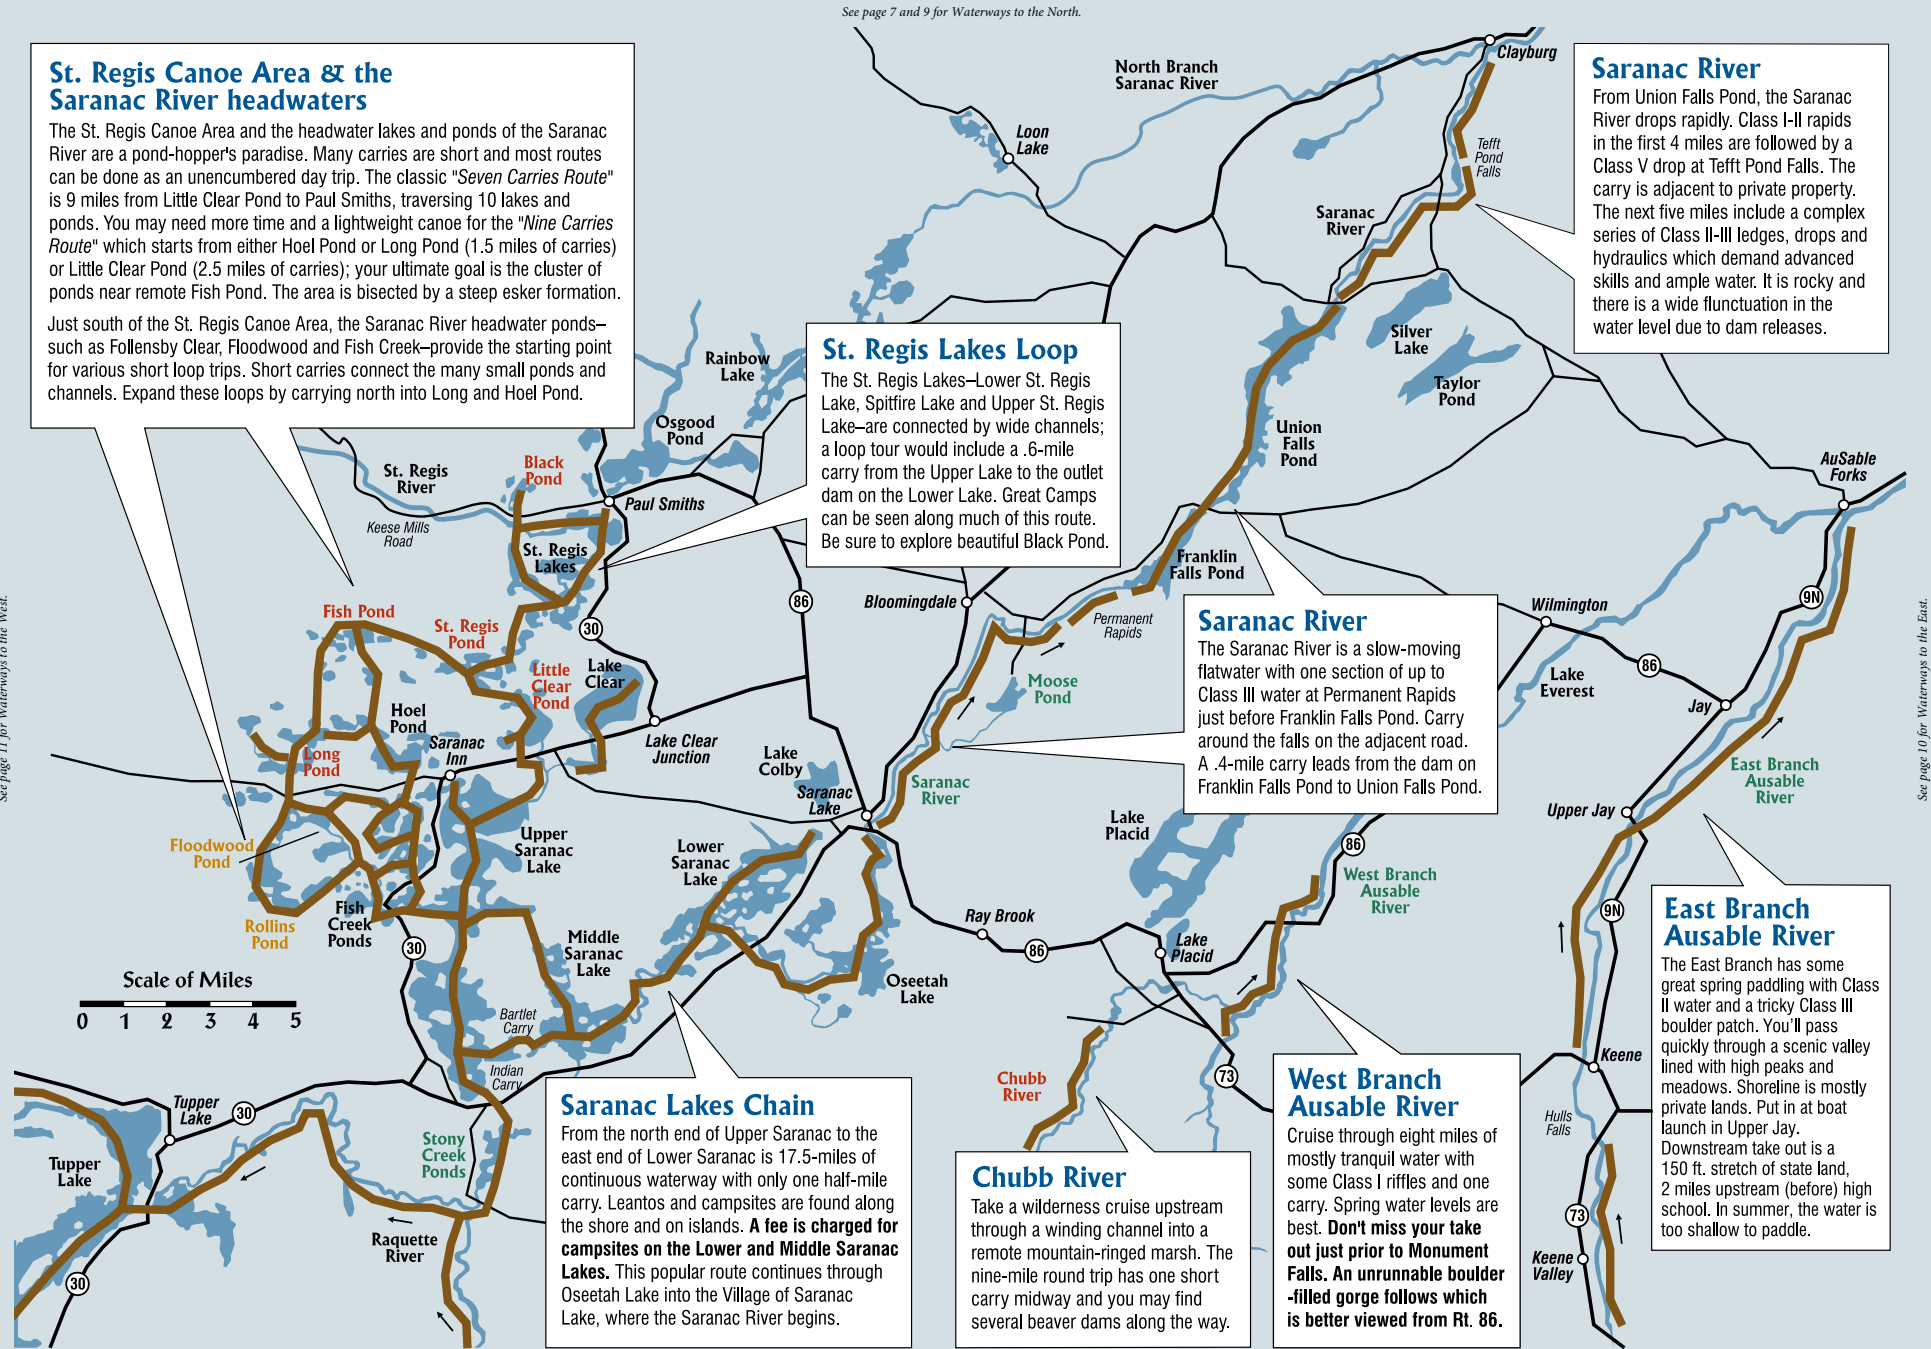 See page 7 and 9 for Waterways to the North.
St. Regis Canoe Area & the
Saranac River headwaters
The St. Regis Canoe Area and the headwater lakes and ponds of the Saranac
River are a pond-hopper's paradise. Many carries are short and most routes
can be done as an unencumbered day trip. The classic "Seven Carries Route"
is 9 miles from Little Clear Pond to Paul Smiths, traversing 10 lakes and
ponds. You may need more time and a lightweight canoe for the "Nine Carries
Route" which starts from either Hoel Pond or Long Pond (1.5 miles of carries)
or Little Clear Pond (2.5 miles of carries); your ultimate goal is the cluster of
ponds near remote Fish Pond. The area is bisected by a steep esker formation.
Just south of the St. Regis Canoe Area, the Saranac River headwater ponds–
such as Follensby Clear, Floodwood and Fish Creek–provide the starting point
for various short loop trips. Short carries connect the many small ponds and
channels. Expand these loops by carrying north into Long and Hoel Pond.
North Branch
Saranac River
Clayburg
Loon
Lake
Tefft
Pond
Falls
Saranac
River
Saranac River
From Union Falls Pond, the Saranac
River drops rapidly. Class I-II rapids
in the first 4 miles are followed by a
Class V drop at Tefft Pond Falls. The
carry is adjacent to private property.
The next five miles include a complex
series of Class II-III ledges, drops and
hydraulics which demand advanced
skills and ample water. It is rocky and
there is a wide flunctuation in the
water level due to dam releases.
Silver
Lake
Taylor
Pond
Union
Falls
Pond
Rainbow
Lake
Osgood
Pond
St. Regis Lakes Loop
The St. Regis Lakes–Lower St. Regis
Lake, Spitfire Lake and Upper St. Regis
Lake–are connected by wide channels;
a loop tour would include a .6-mile
carry from the Upper Lake to the outlet
dam on the Lower Lake. Great Camps
can be seen along much of this route.
Be sure to explore beautiful Black Pond.
St. Regis
River
Black
Pond
Paul Smiths
Keese Mills
Road
St. Regis
Lakes
AuSable
Forks
Franklin
Falls Pond
Fish Pond
St. Regis
Pond
30
86
Bloomingdale
Permanent
Rapids
Little
Clear
Pond
Lake
Clear
Moose
Pond
Saranac River
The Saranac River is a slow-moving
flatwater with one section of up to
Class III water at Permanent Rapids
just before Franklin Falls Pond. Carry
around the falls on the adjacent road.
A .4-mile carry leads from the dam on
Franklin Falls Pond to Union Falls Pond.
Wilmington
9N
86
Lake
Everest
Jay
See page 11 for Waterways to the West.
See page 10 for Waterways to the East.
Hoel
Pond
Saranac
Inn
Long
Pond
Lake Clear
Junction
Lake
Colby
Saranac
Lake
Saranac
River
East Branch
Ausable
River
Upper Jay
Floodwood
Pond
Upper
Saranac
Lake
Lower
Saranac
Lake
Lake
Placid
86
West Branch
Ausable
River
Rollins
Pond
Fish
Creek
Ponds
30
Middle
Saranac
Lake
Ray Brook
86
Lake
Placid
Oseetah
Lake
9N
Scale of Miles
0 1 2 3 4 5
East Branch
Ausable River
The East Branch has some
great spring paddling with Class
II water and a tricky Class III
boulder patch. You'll pass
quickly through a scenic valley
lined with high peaks and
meadows. Shoreline is mostly
private lands. Put in at boat
launch in Upper Jay.
Downstream take out is a
150 ft. stretch of state land,
2 miles upstream (before) high
school. In summer, the water is
too shallow to paddle.
Bartlet
Carry
Indian
Carry
Keene
73
Chubb
River
Hulls
Falls
Tupper
Lake
30
Stony
Creek
Ponds
Tupper
Lake
Raquette
River
30
Saranac Lakes Chain
From the north end of Upper Saranac to the
east end of Lower Saranac is 17.5-miles of
continuous waterway with only one half-mile
carry. Leantos and campsites are found along
the shore and on islands. A fee is charged for
campsites on the Lower and Middle Saranac
Lakes. This popular route continues through
Oseetah Lake into the Village of Saranac
Lake, where the Saranac River begins.
Chubb River
Take a wilderness cruise upstream
through a winding channel into a
remote mountain-ringed marsh. The
nine-mile round trip has one short
carry midway and you may find
several beaver dams along the way.
West Branch
Ausable River
Cruise through eight miles of
mostly tranquil water with
some Class I riffles and one
carry. Spring water levels are
best. Don't miss your take
out just prior to Monument
Falls. An unrunnable boulder
-filled gorge follows which
is better viewed from Rt. 86.
73
Keene
Valley